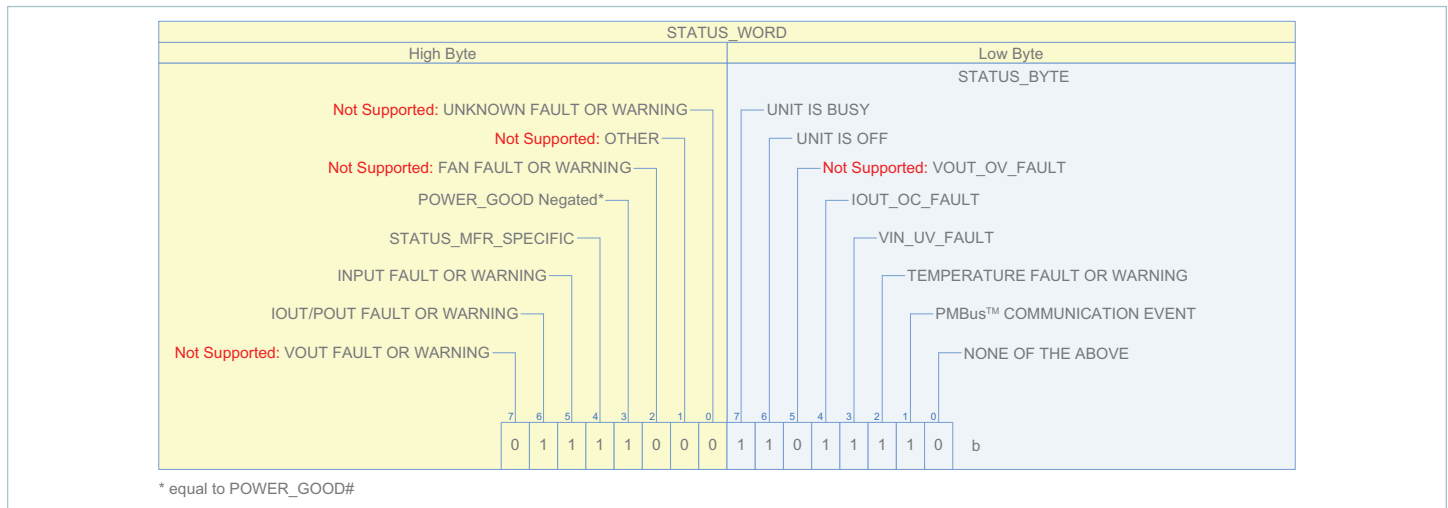 STATUS_WORD
High Byte Low Byte
STATUS_BYTE
Not Supported: UNKNOWN FAULT OR WARNING UNIT IS BUSY
Not Supported: OTHER UNIT IS OFF
Not Supported: FAN FAULT OR WARNING Not Supported: VOUT_OV_FAULT
POWER_GOOD Negated* IOUT_OC_FAULT
STATUS_MFR_SPECIFIC VIN_UV_FAULT
INPUT FAULT OR WARNING TEMPERATURE FAULT OR WARNING
IOUT/POUT FAULT OR WARNING PMBus™ COMMUNICATION EVENT
Not Supported: VOUT FAULT OR WARNING NONE OF THE ABOVE
7 6 5 4 3 2 1 0 7 6 5 4 3 2 1 0
0 1 1 1 1 0 0 0 1 1 0 1 1 1 1 0 b
* equal to POWER_GOOD#